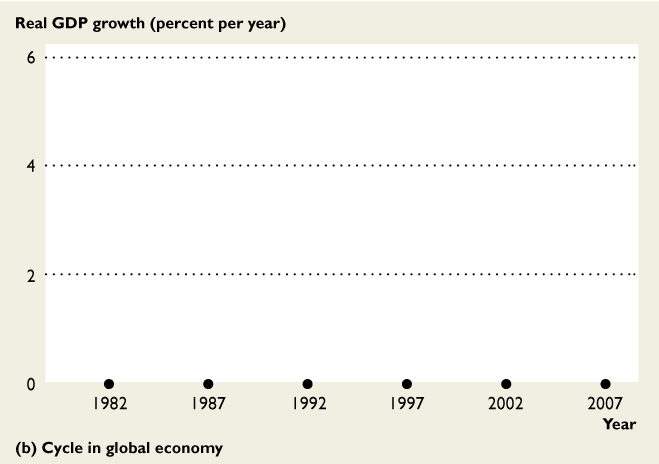 Real GDP growth (percent per year)
6
4
2
0
1982 1987 1992 1997 2002 2007
Year
(b) Cycle in global economy